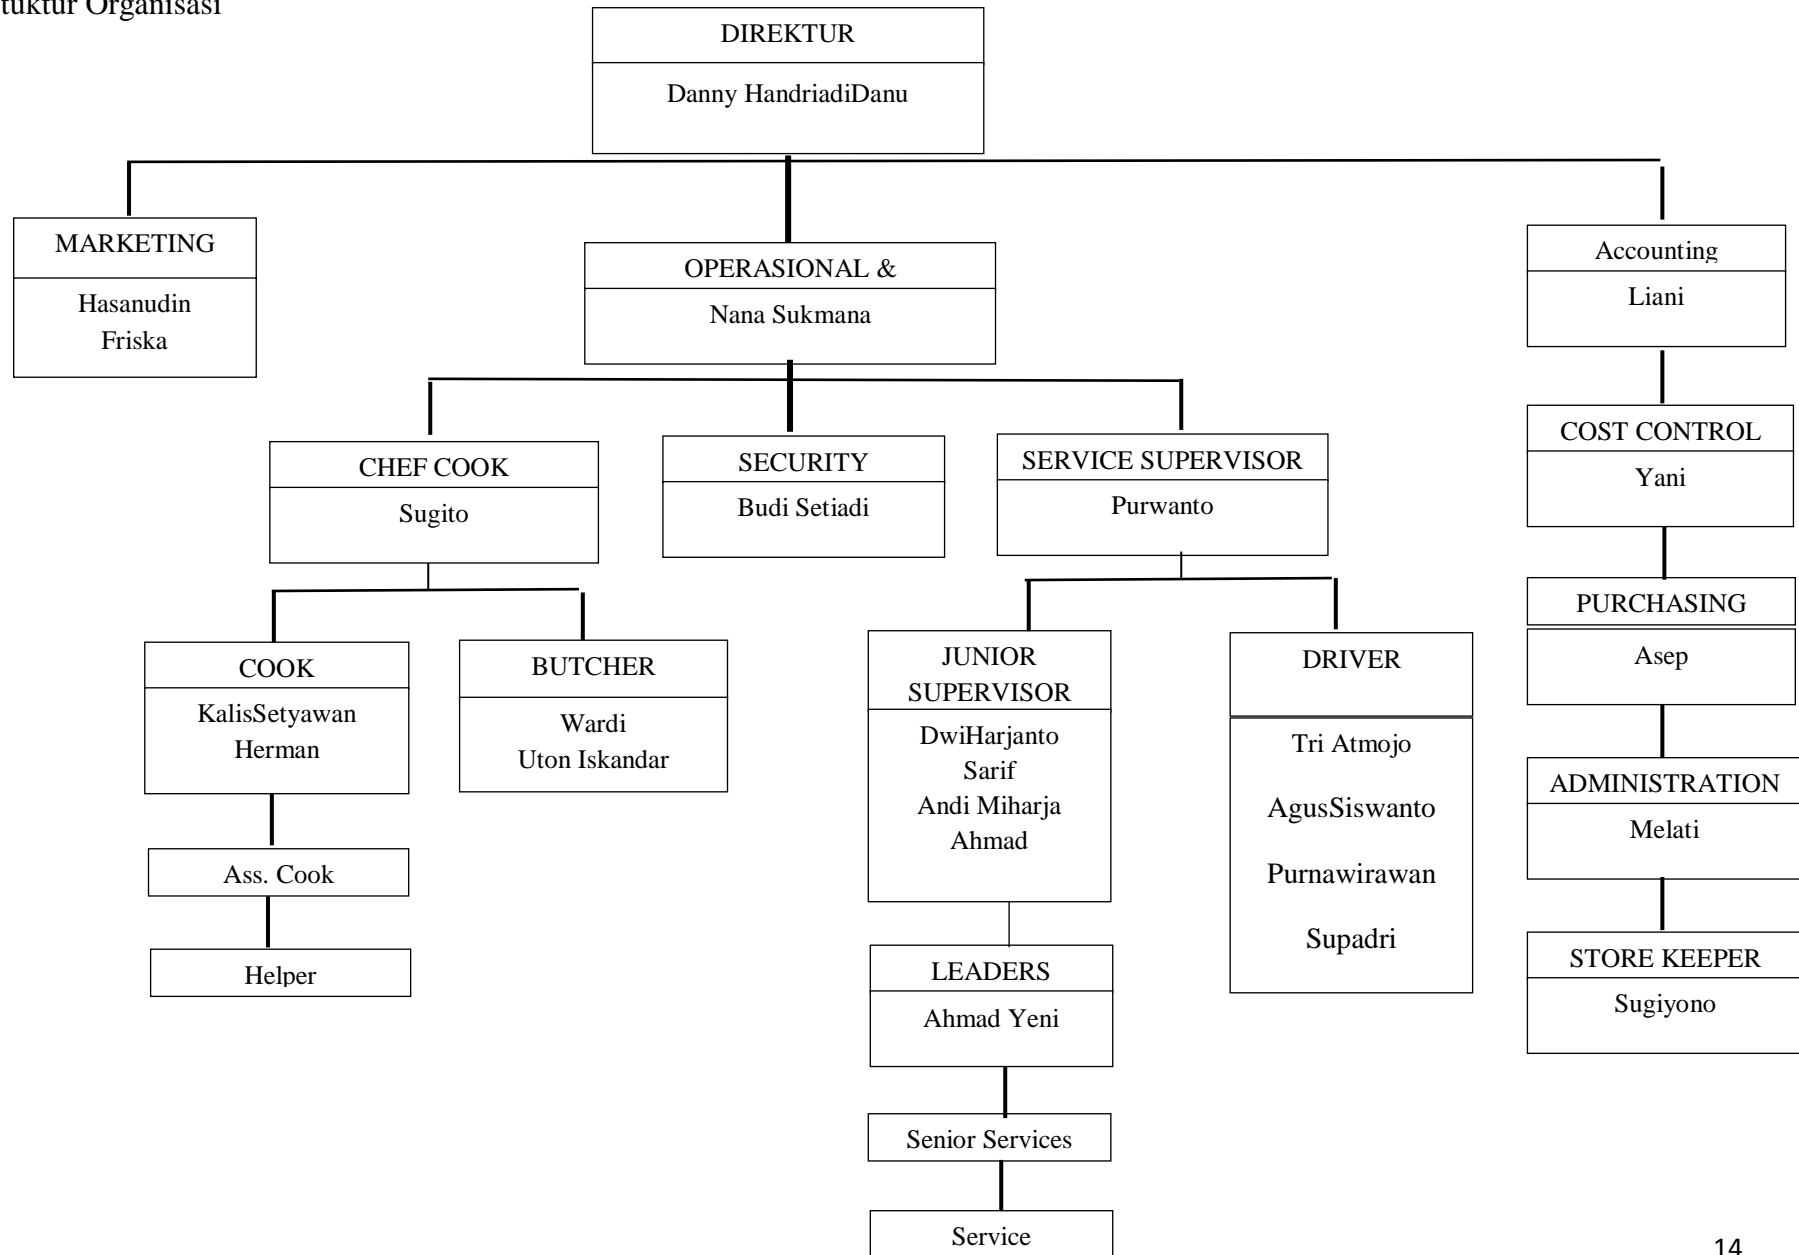 tuktur Organisasi
DIREKTUR
Danny HandriadiDanu
MARKETING
Hasanudin
Friska
OPERASIONAL &
Nana Sukmana
Accounting
Liani
CHEF COOK
Sugito
SECURITY
Budi Setiadi
SERVICE SUPERVISOR
Purwanto
COST CONTROL
Yani
PURCHASING
Asep
COOK
KalisSetyawan
Herman
BUTCHER
Wardi
Uton Iskandar
JUNIOR
SUPERVISOR
DwiHarjanto
Sarif
Andi Miharja
Ahmad
DRIVER
Tri Atmojo
AgusSiswanto
Purnawirawan
Supadri
ADMINISTRATION
Melati
Ass. Cook
Helper
LEADERS
Ahmad Yeni
STORE KEEPER
Sugiyono
Senior Services
Service
14